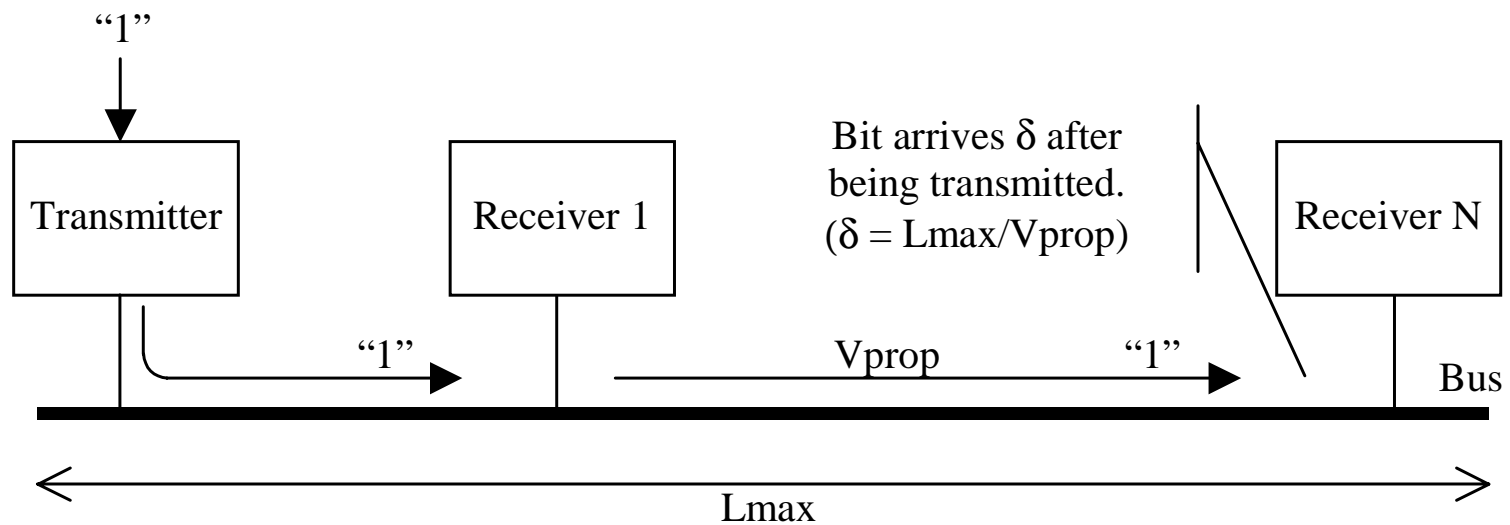 “1”
Transmitter
Receiver 1
Bit arrives δ after
being transmitted.
(δ = Lmax/Vprop)
Receiver N
“1”
Vprop
“1”
Bus
Lmax